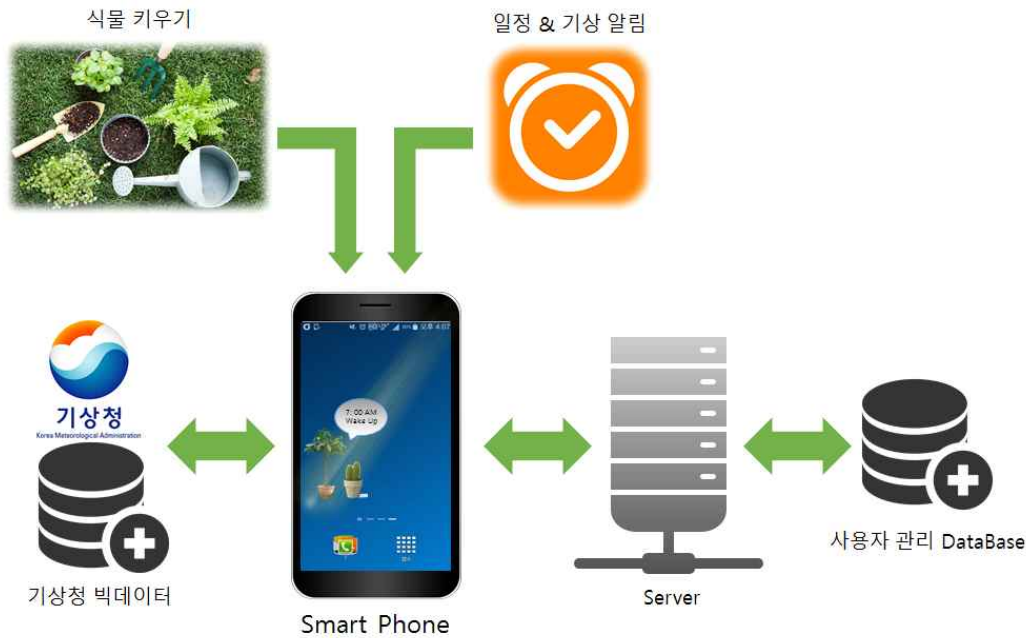 식물 키우기
일정 & 기상 알림
기상청
Korea Meteorological Administration
4:07
7: 00 AM
Wake Up
기상청 빅데이터
Smart Phone
Server
사용자 관리 DataBase